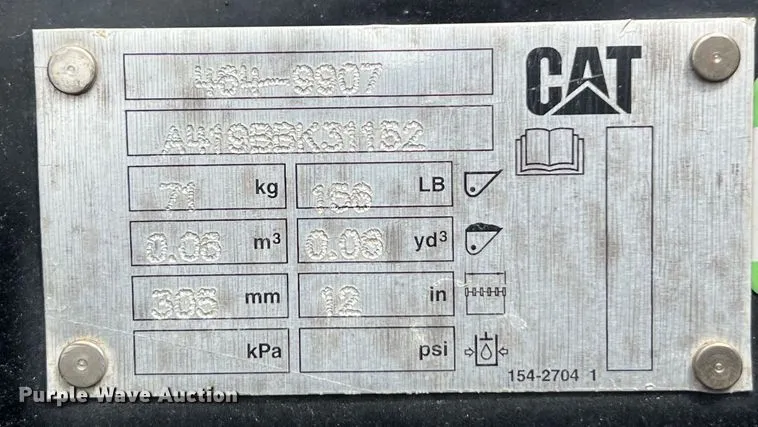 CAT
464-9907
A419BBK31152
71 kg 156 LB
0.06 m³ 0.08 yd³
305 mm 12 in
kPa psi
154-2704 1
Purple Wave Auction